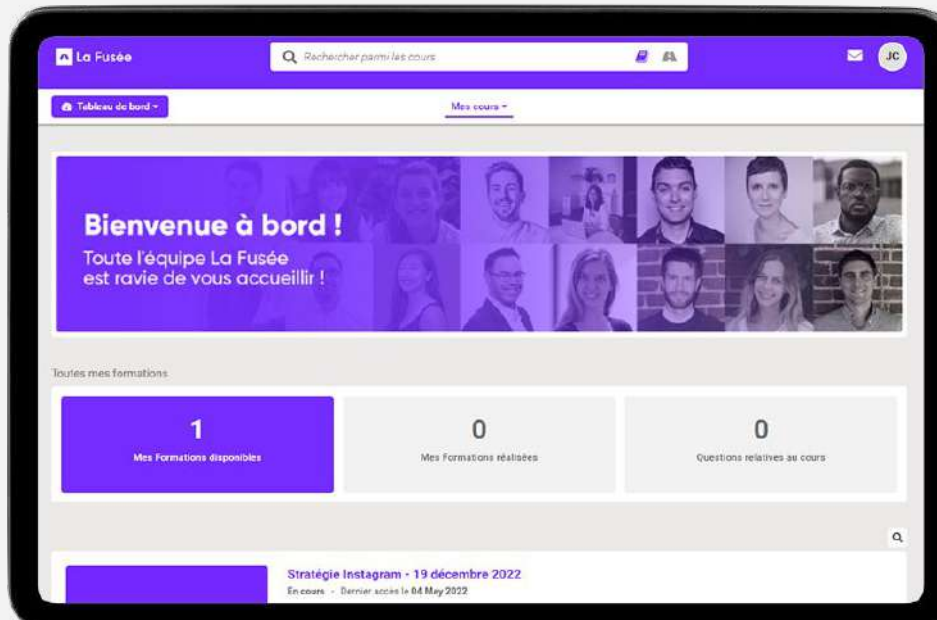 La Fusée
Rechercher parmi les cours
JC
Tableau de bord
Mes cours
Bienvenue à bord !
Toute l'équipe La Fusée
est ravie de vous accueillir !
Toutes mes formations
1
Mes Formations disponibles
0
Mes Formations réalisées
0
Questions relatives au cours
Stratégie Instagram - 19 décembre 2022
En cours - Dernier accès le 04 May 2022